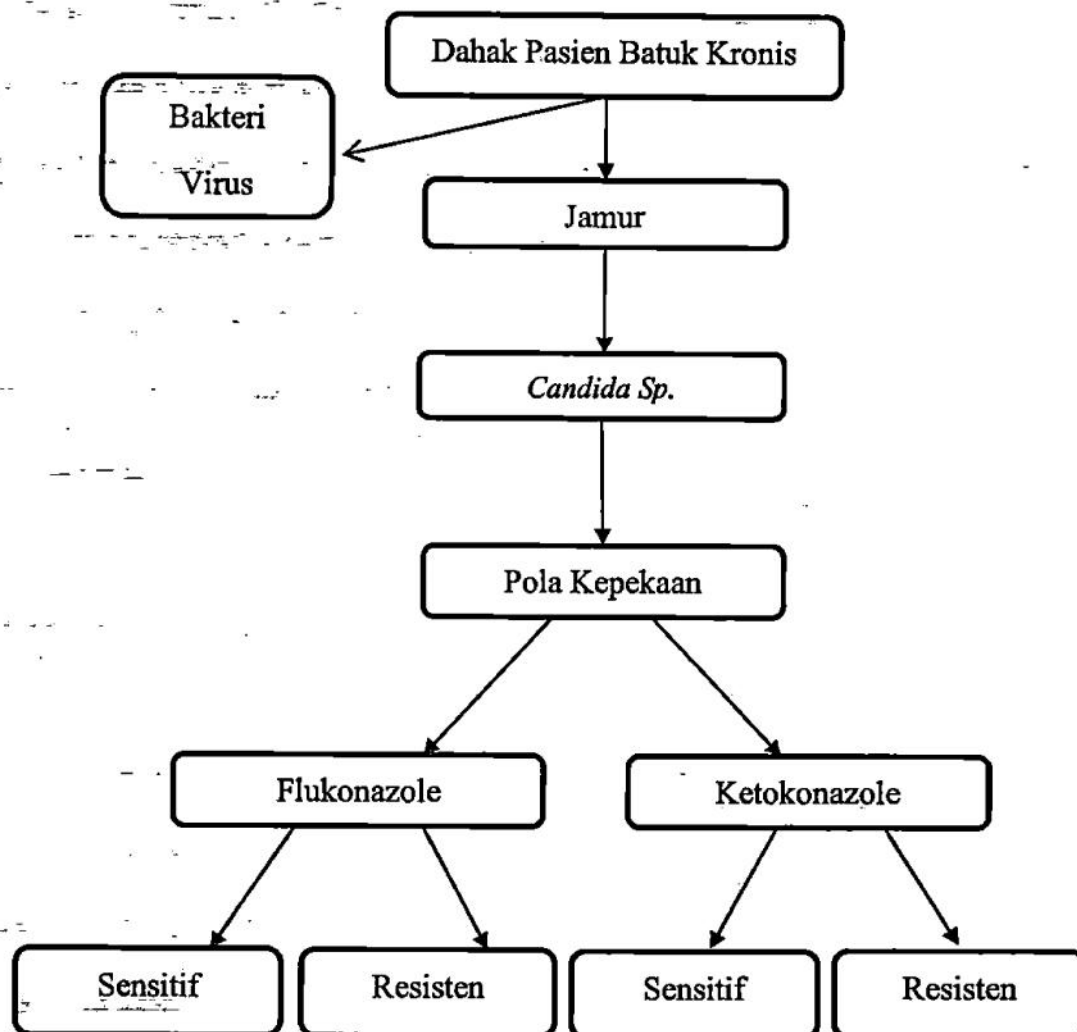 Dahak Pasien Batuk Kronis
Bakteri
Virus
Jamur
Candida Sp.
Pola Kepekaan
Flukonazole
Ketokonazole
Sensitif
Resisten
Sensitif
Resisten